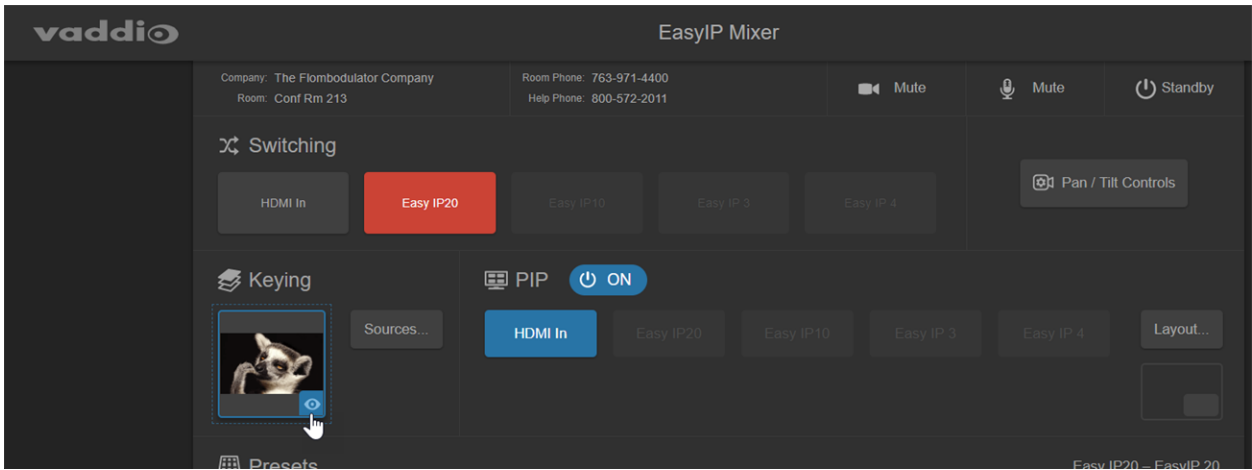 vaddio
EasyIP Mixer
Company: The Flombodulator Company
Room: Conf Rm 213
Room Phone: 763-971-4400
Help Phone: 800-572-2011
Mute
Mute
Standby
Switching
HDMI In
Easy IP20
Easy IP10
Easy IP 3
Easy IP 4
Pan / Tilt Controls
Keying
Sources...
PIP
ON
HDMI In
Easy IP20
Easy IP10
Easy IP 3
Easy IP 4
Layout...
Presets
Easy IP20 – EasyIP 20